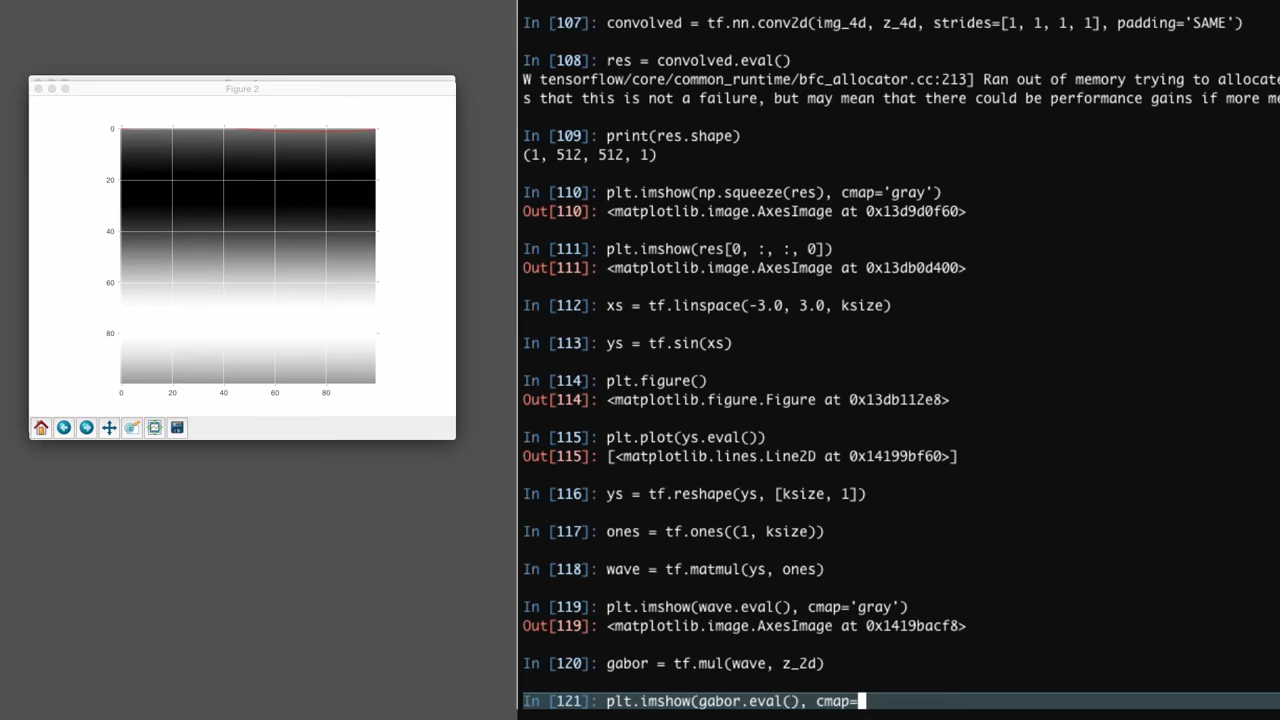 Figure 2
0
20
40
60
80
0 20 40 60 80
In [107]: convolved = tf.nn.conv2d(img_4d, z_4d, strides=[1, 1, 1, 1], padding='SAME')
In [108]: res = convolved.eval()
W tensorflow/core/common_runtime/bfc_allocator.cc:213] Ran out of memory trying to allocate
s that this is not a failure, but may mean that there could be performance gains if more me
In [109]: print(res.shape)
(1, 512, 512, 1)
In [110]: plt.imshow(np.squeeze(res), cmap='gray')
Out[110]: <matplotlib.image.AxesImage at 0x13d9d0f60>
In [111]: plt.imshow(res[0, :, :, 0])
Out[111]: <matplotlib.image.AxesImage at 0x13db0d400>
In [112]: xs = tf.linspace(-3.0, 3.0, ksize)
In [113]: ys = tf.sin(xs)
In [114]: plt.figure()
Out[114]: <matplotlib.figure.Figure at 0x13db112e8>
In [115]: plt.plot(ys.eval())
Out[115]: [<matplotlib.lines.Line2D at 0x14199bf60>]
In [116]: ys = tf.reshape(ys, [ksize, 1])
In [117]: ones = tf.ones((1, ksize))
In [118]: wave = tf.matmul(ys, ones)
In [119]: plt.imshow(wave.eval(), cmap='gray')
Out[119]: <matplotlib.image.AxesImage at 0x1419bacf8>
In [120]: gabor = tf.mul(wave, z_2d)
In [121]: plt.imshow(gabor.eval(), cmap=